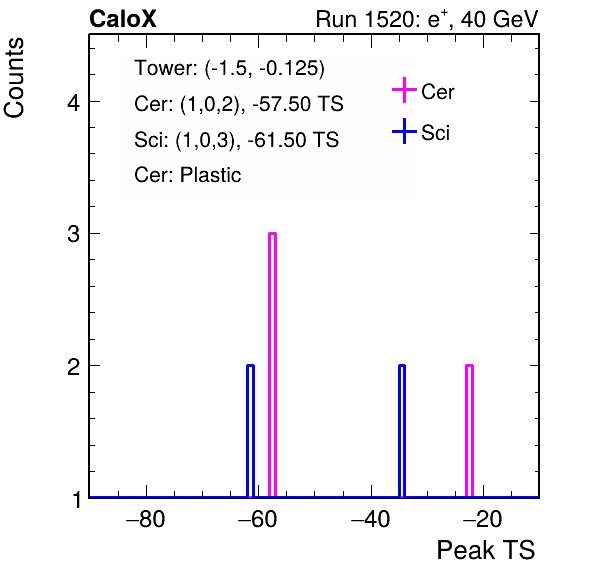 CaloX Run 1520: e⁺, 40 GeV
Counts
Tower: (-1.5, -0.125)
Cer: (1,0,2), -57.50 TS
Sci: (1,0,3), -61.50 TS
Cer: Plastic
Cer
Sci
4
3
2
1
−80 −60 −40 −20
Peak TS